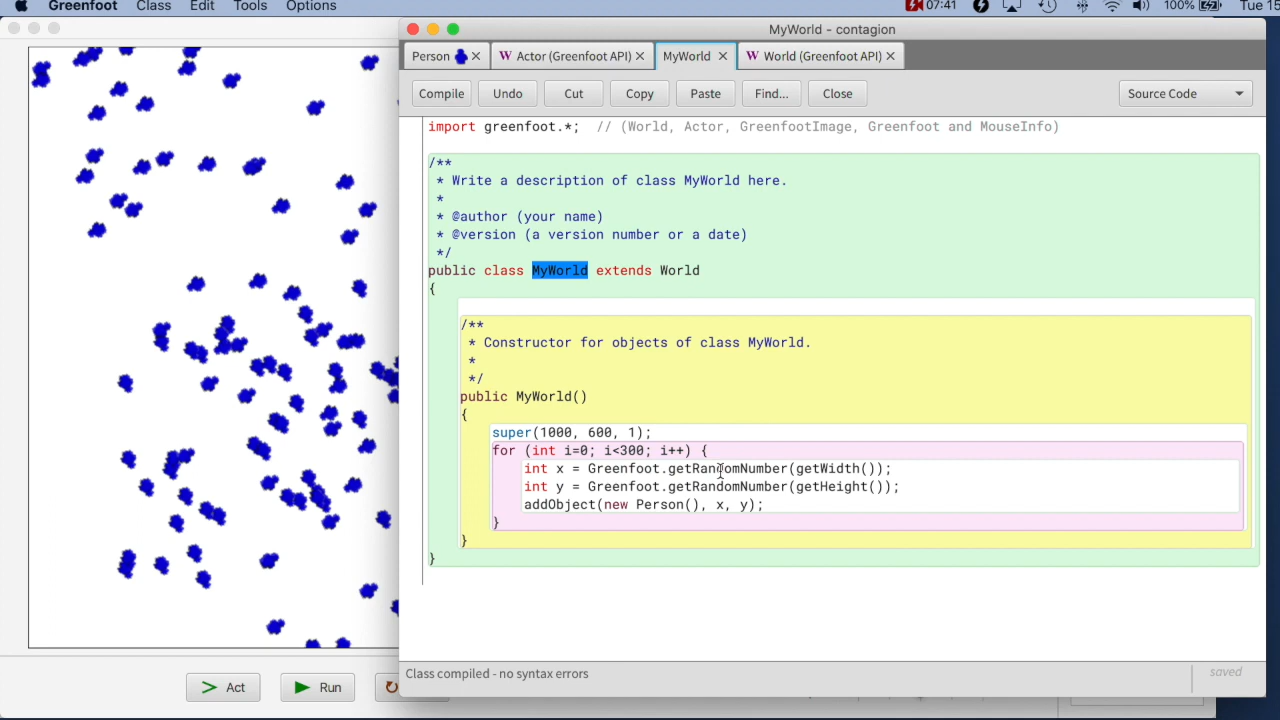 Greenfoot Class Edit Tools Options 07:41 100% Tue 15
MyWorld - contagion
Person W Actor (Greenfoot API) MyWorld W World (Greenfoot API)
Compile Undo Cut Copy Paste Find... Close Source Code
import greenfoot.*;  // (World, Actor, GreenfootImage, Greenfoot and MouseInfo)
/**
 * Write a description of class MyWorld here.
 *
 * @author (your name)
 * @version (a version number or a date)
 */
public class MyWorld extends World
{
/**
 * Constructor for objects of class MyWorld.
 *
 */
public MyWorld()
{
super(1000, 600, 1);
for (int i=0; i<300; i++) {
int x = Greenfoot.getRandomNumber(getWidth());
int y = Greenfoot.getRandomNumber(getHeight());
addObject(new Person(), x, y);
}
}
}
Class compiled - no syntax errors saved
Act Run